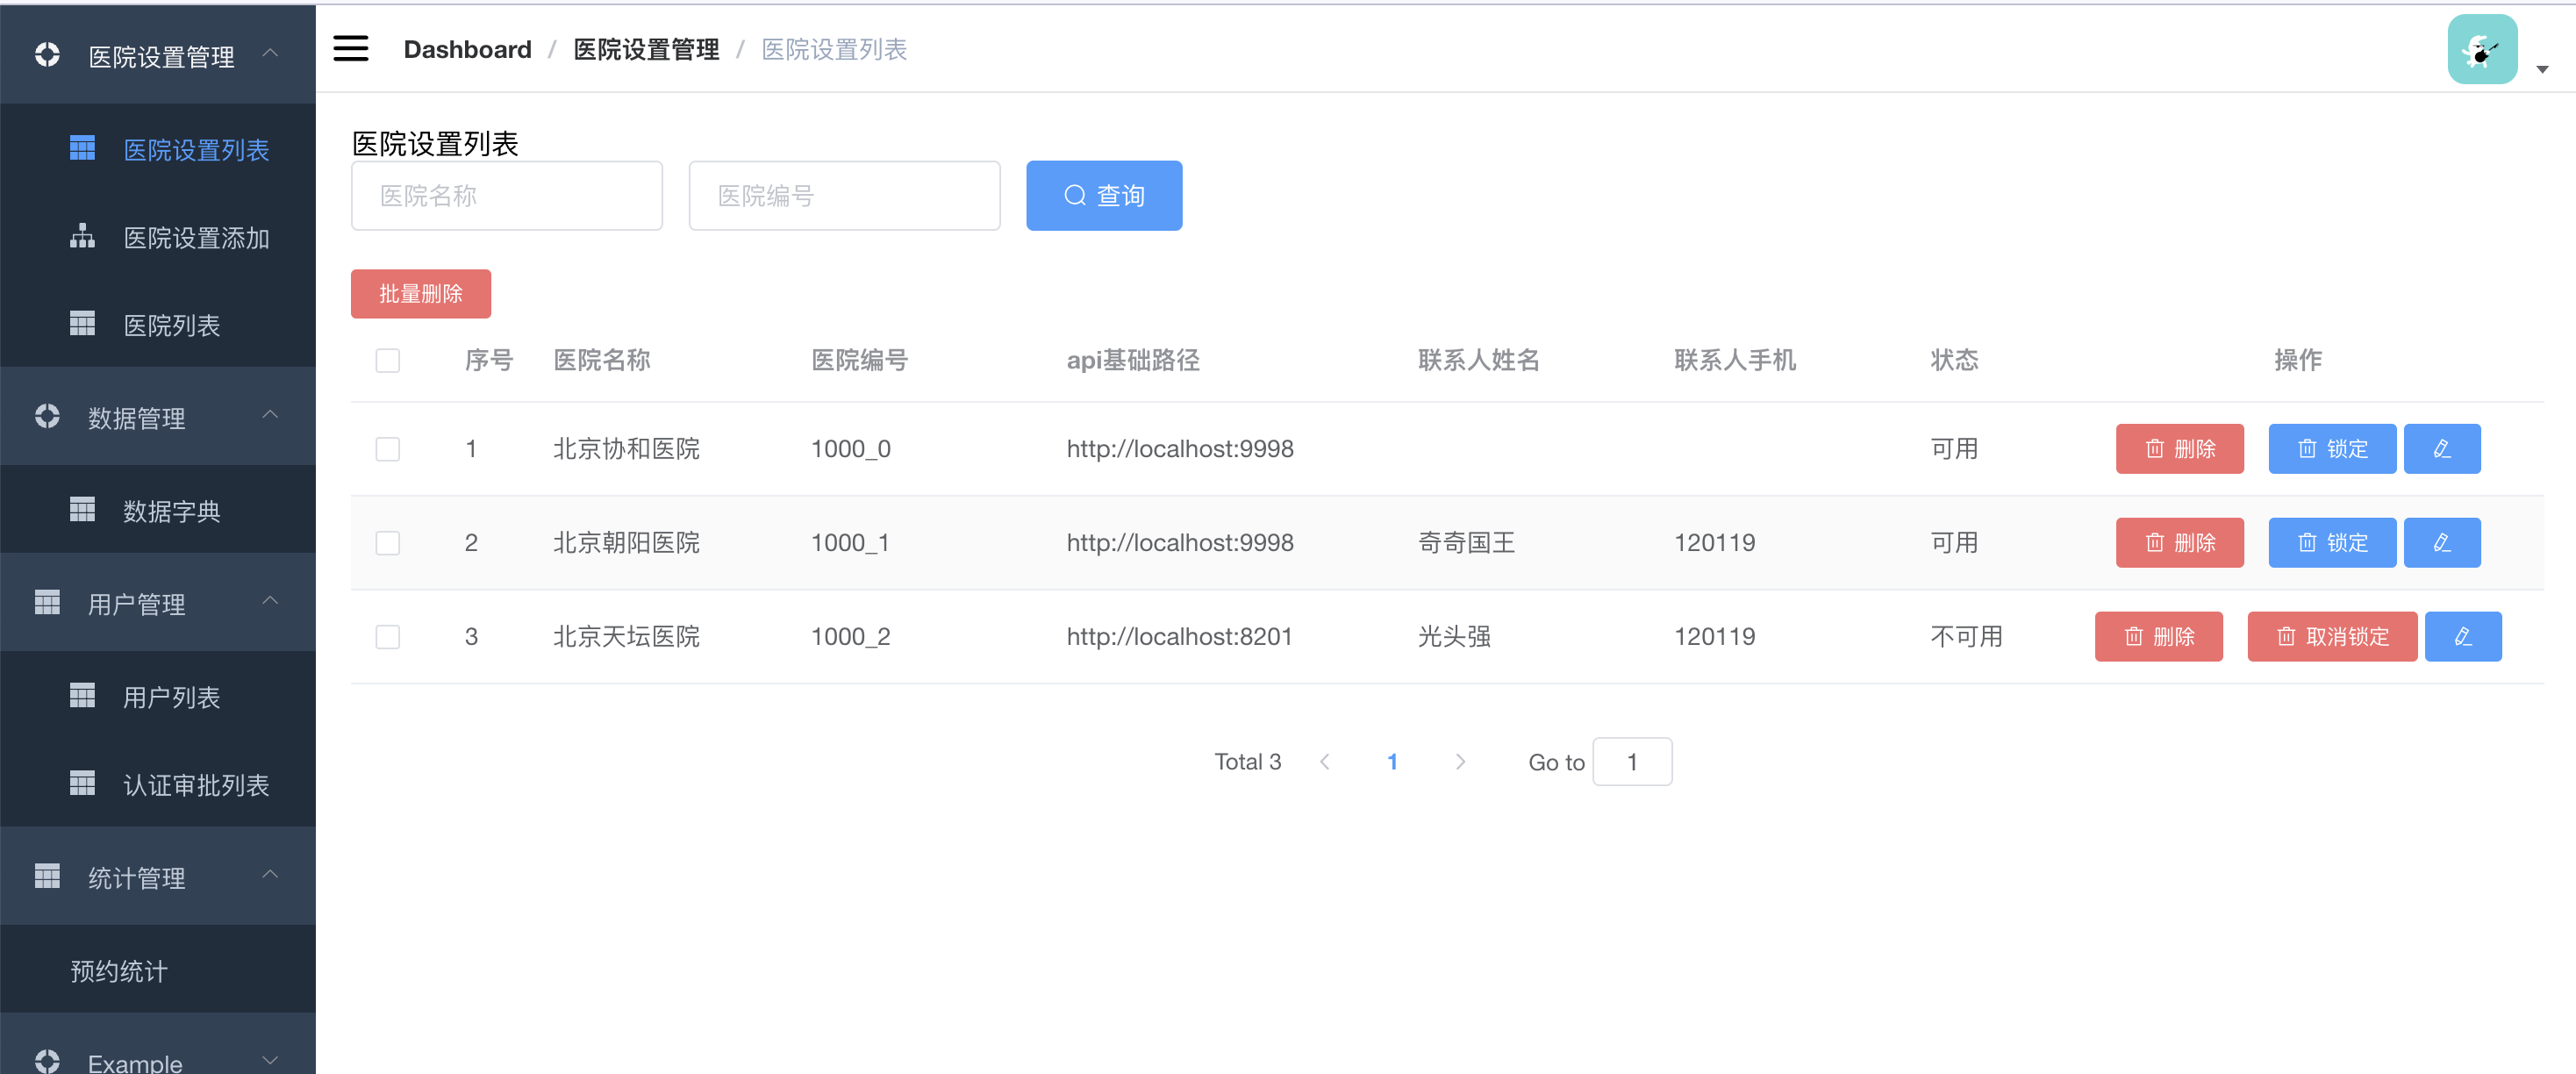 医院设置管理
医院设置列表
医院设置添加
医院列表
数据管理
数据字典
用户管理
用户列表
认证审批列表
统计管理
预约统计
Example
Dashboard / 医院设置管理 / 医院设置列表
医院设置列表
医院名称 医院编号 查询
批量删除
序号 医院名称 医院编号 api基础路径 联系人姓名 联系人手机 状态 操作
1 北京协和医院 1000_0 http://localhost:9998 可用 删除 锁定
2 北京朝阳医院 1000_1 http://localhost:9998 奇奇国王 120119 可用 删除 锁定
3 北京天坛医院 1000_2 http://localhost:8201 光头强 120119 不可用 删除 取消锁定
Total 3 1 Go to 1